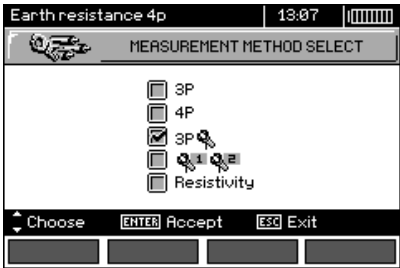 Earth resistance 4p 13:07
MEASUREMENT METHOD SELECT
3P
4P
3P
1 2
Resistivity
Choose ENTER Accept ESC Exit